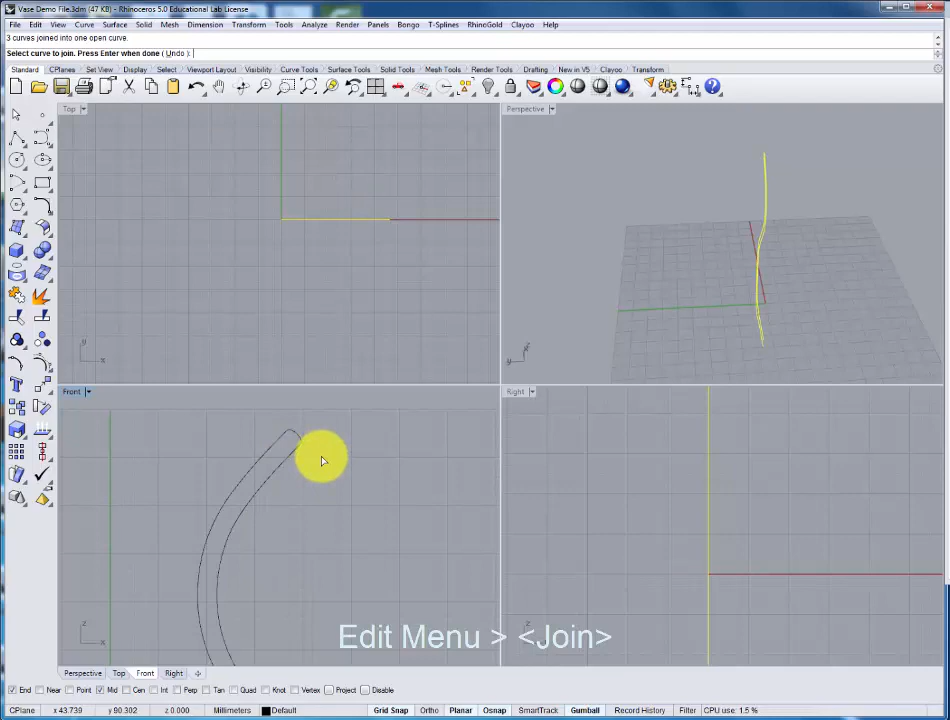 Vase Demo File.3dm (47 KB) - Rhinoceros 5.0 Educational Lab License
File Edit View Curve Surface Solid Mesh Dimension Transform Tools Analyze Render Panels Bongo T-Splines RhinoGold Clayoo Help
3 curves joined into one open curve.
Select curve to join. Press Enter when done ( Undo ):
Standard CPlanes Set View Display Select Viewport Layout Visibility Curve Tools Surface Tools Solid Tools Mesh Tools Render Tools Drafting New in V5 Clayoo Transform
Top
Perspective
y
x
z
y
x
Front
Right
z
x
z
Edit Menu > <Join>
Perspective Top Front Right
End Near Point Mid Cen Int Perp Tan Quad Knot Vertex Project Disable
CPlane x 43.739 y 90.302 z 0.000 Millimeters Default Grid Snap Ortho Planar Osnap SmartTrack Gumball Record History Filter CPU use: 1.5 %